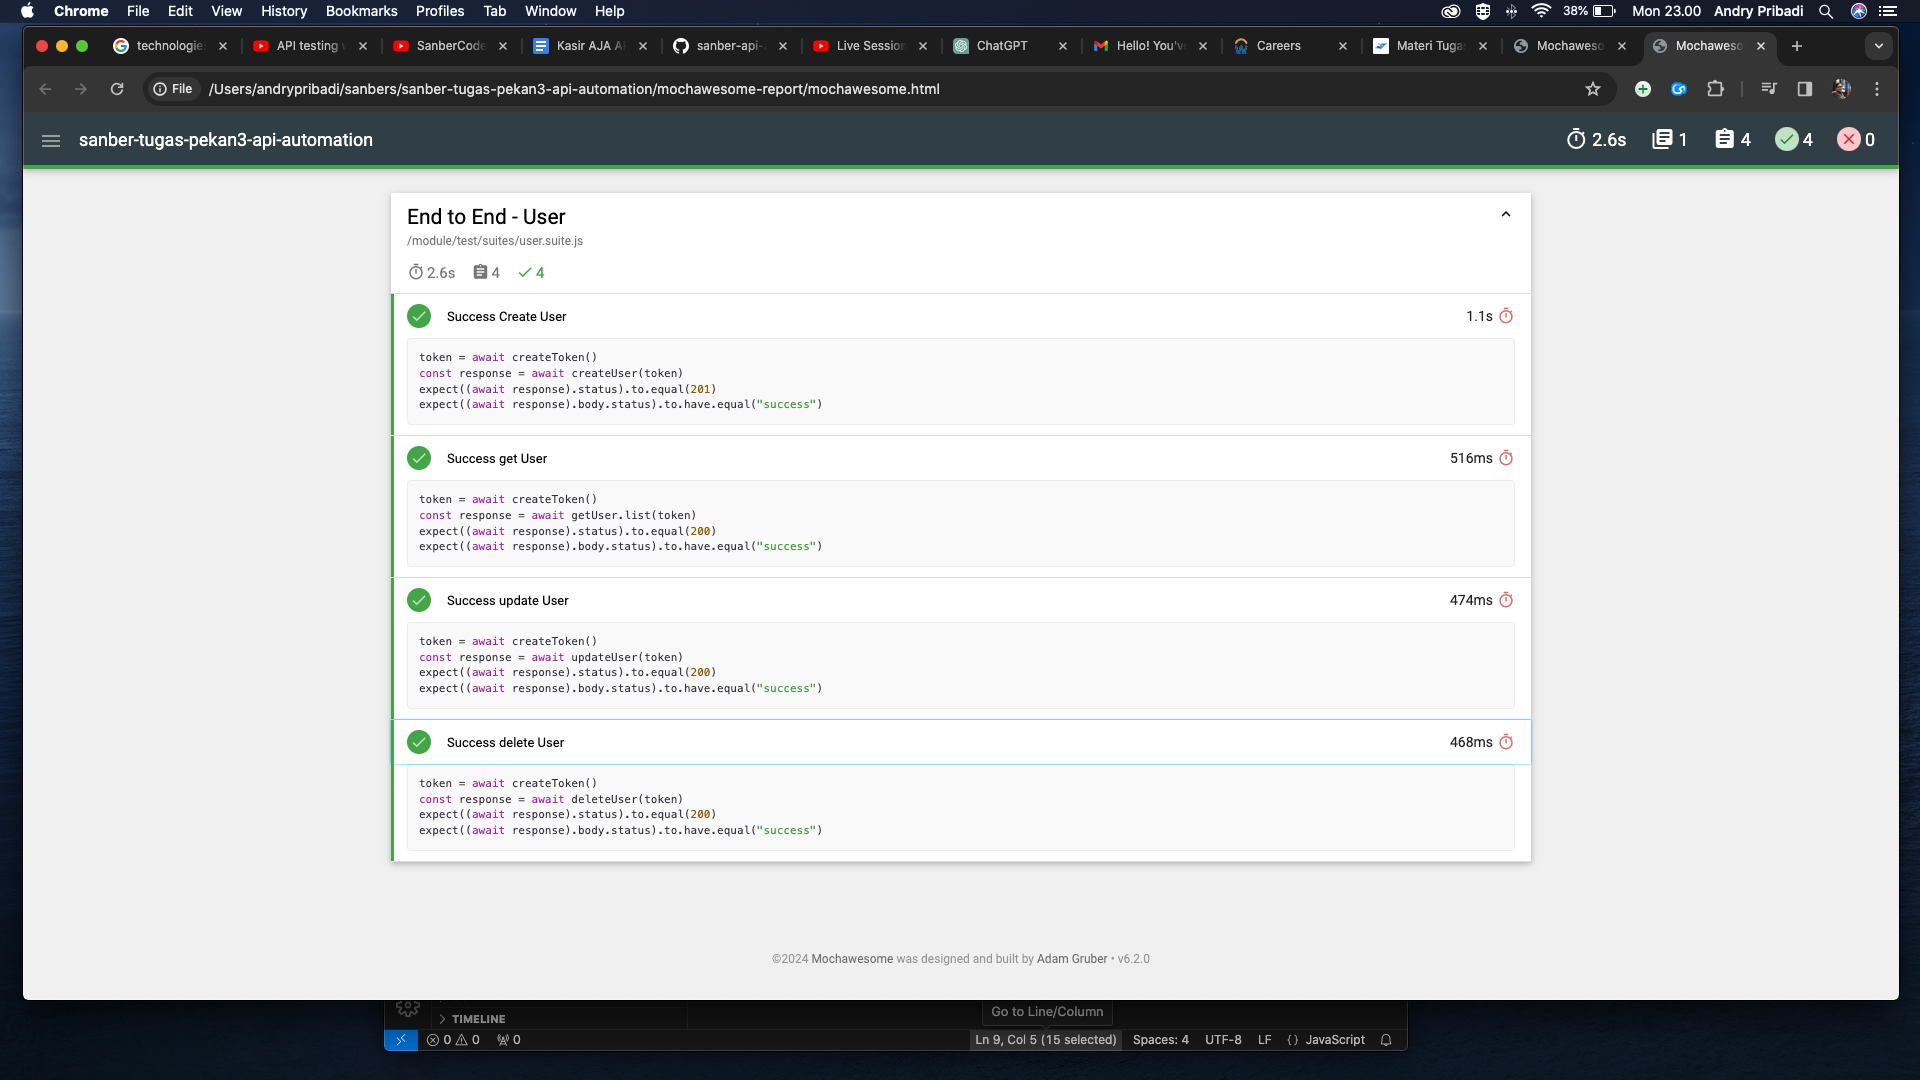 Chrome File Edit View History Bookmarks Profiles Tab Window Help 38% Mon 23.00 Andry Pribadi
technologie API testing SanberCode Kasir AJA A sanber-api- Live Session ChatGPT Hello! You'v Careers Materi Tuga Mochaweso Mochaweso
File /Users/andrypribadi/sanbers/sanber-tugas-pekan3-api-automation/mochawesome-report/mochawesome.html
sanber-tugas-pekan3-api-automation 2.6s 1 4 4 0
End to End - User
/module/test/suites/user.suite.js
2.6s 4 4
Success Create User 1.1s
token = await createToken()
const response = await createUser(token)
expect((await response).status).to.equal(201)
expect((await response).body.status).to.have.equal("success")
Success get User 516ms
token = await createToken()
const response = await getUser.list(token)
expect((await response).status).to.equal(200)
expect((await response).body.status).to.have.equal("success")
Success update User 474ms
token = await createToken()
const response = await updateUser(token)
expect((await response).status).to.equal(200)
expect((await response).body.status).to.have.equal("success")
Success delete User 468ms
token = await createToken()
const response = await deleteUser(token)
expect((await response).status).to.equal(200)
expect((await response).body.status).to.have.equal("success")
©2024 Mochawesome was designed and built by Adam Gruber • v6.2.0
Go to Line/Column
TIMELINE
0 0 0 Ln 9, Col 5 (15 selected) Spaces: 4 UTF-8 LF {} JavaScript